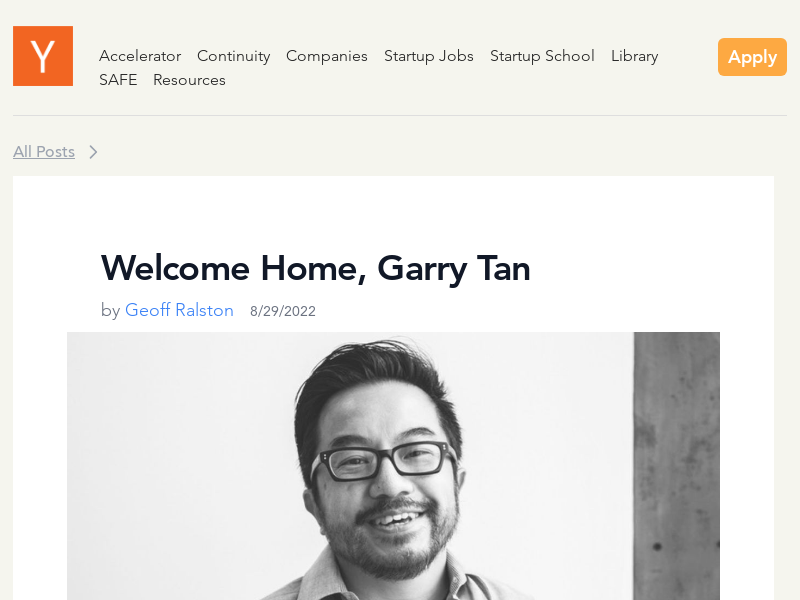 Y
Accelerator Continuity Companies Startup Jobs Startup School Library
SAFE Resources
Apply
All Posts
Welcome Home, Garry Tan
by Geoff Ralston 8/29/2022